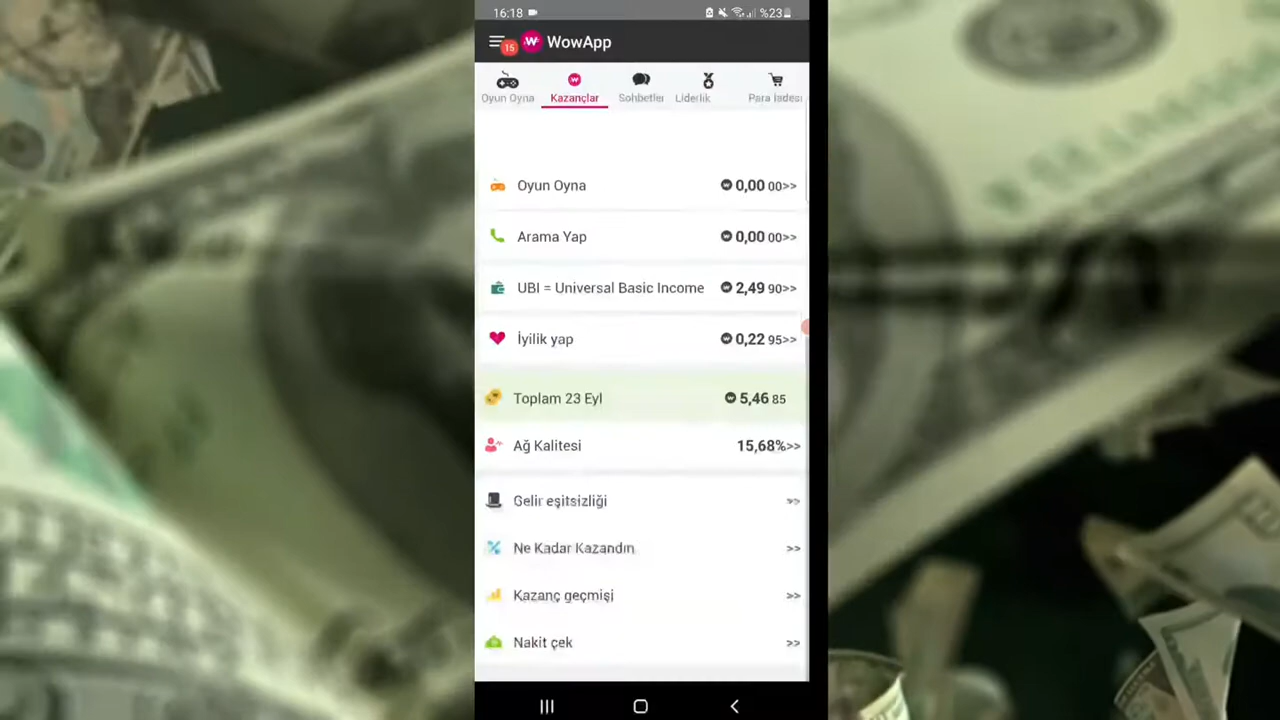 16:18 %23
15 WowApp
Oyun Oyna Kazançlar Sohbetler Liderlik Para İadesi
Oyun Oyna 0,00 00>>
Arama Yap 0,00 00>>
UBI = Universal Basic Income 2,49 90>>
İyilik yap 0,22 95>>
Toplam 23 Eyl 5,46 85
Ağ Kalitesi 15,68%>>
Gelir eşitsizliği >>
Ne Kadar Kazandın >>
Kazanç geçmişi >>
Nakit çek >>